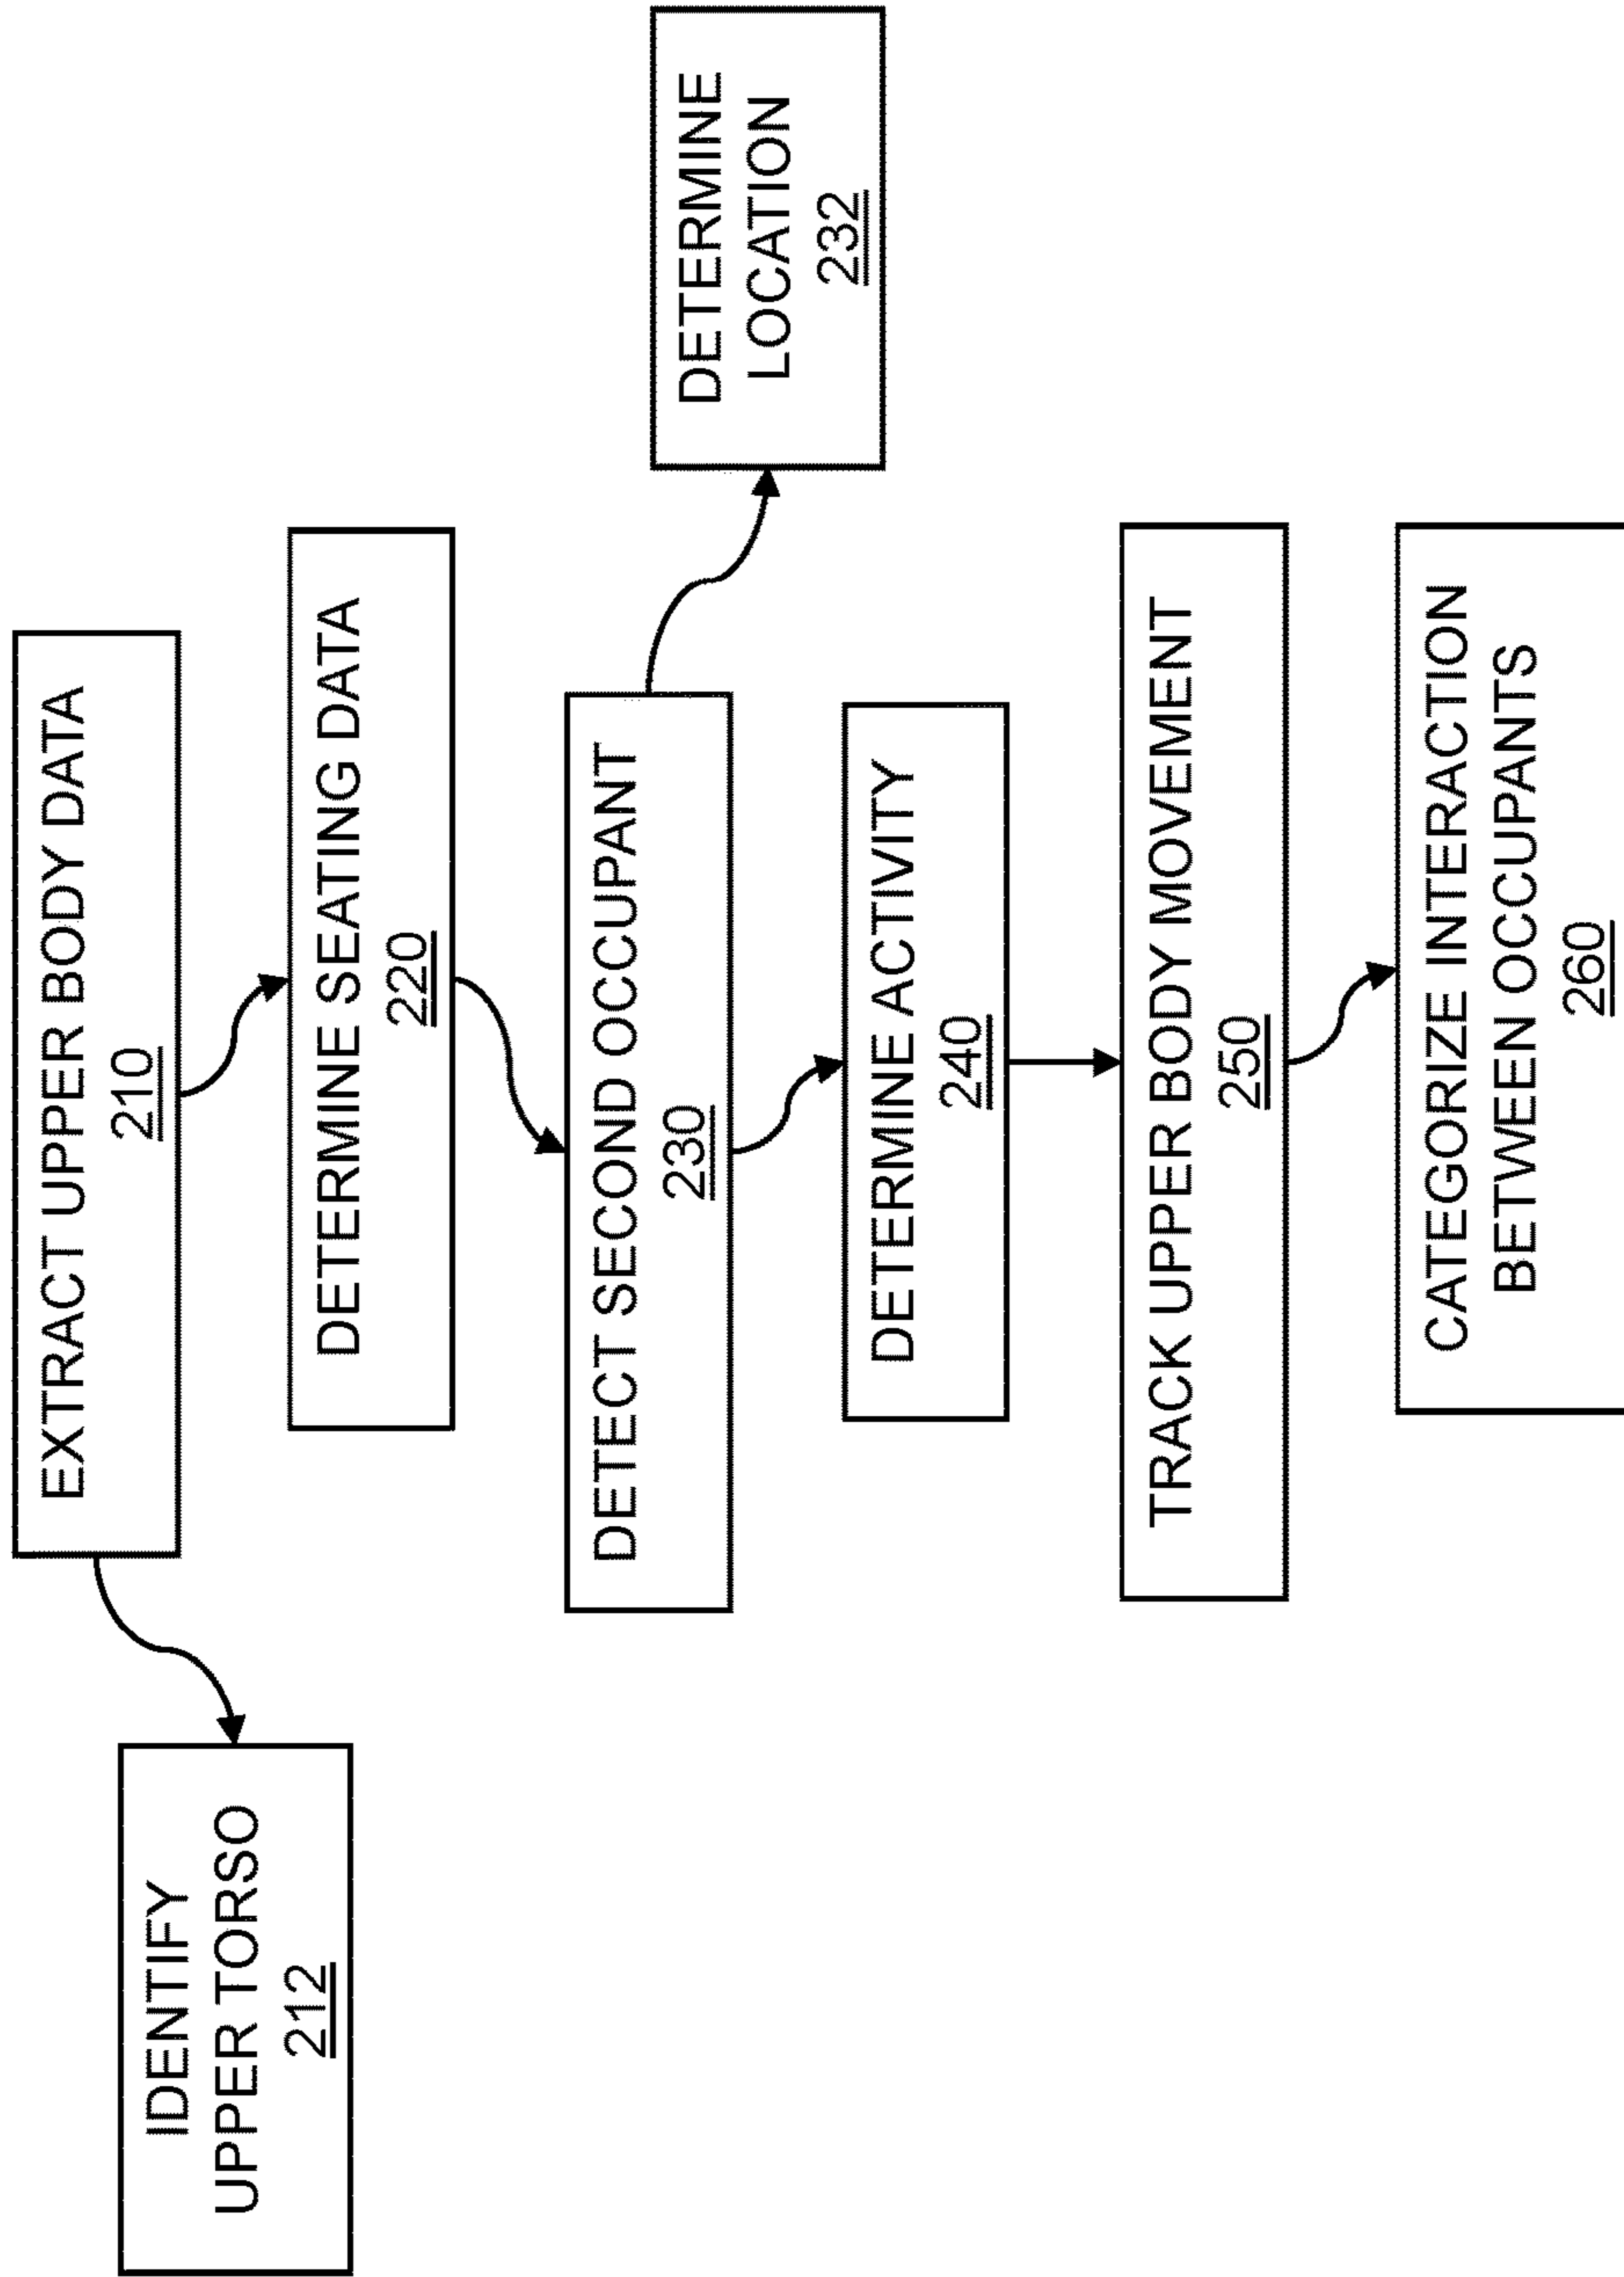 EXTRACT UPPER BODY DATA
210
IDENTIFY
UPPER TORSO
212
DETERMINE SEATING DATA
220
DETECT SECOND OCCUPANT
230
DETERMINE
LOCATION
232
DETERMINE ACTIVITY
240
TRACK UPPER BODY MOVEMENT
250
CATEGORIZE INTERACTION
BETWEEN OCCUPANTS
260